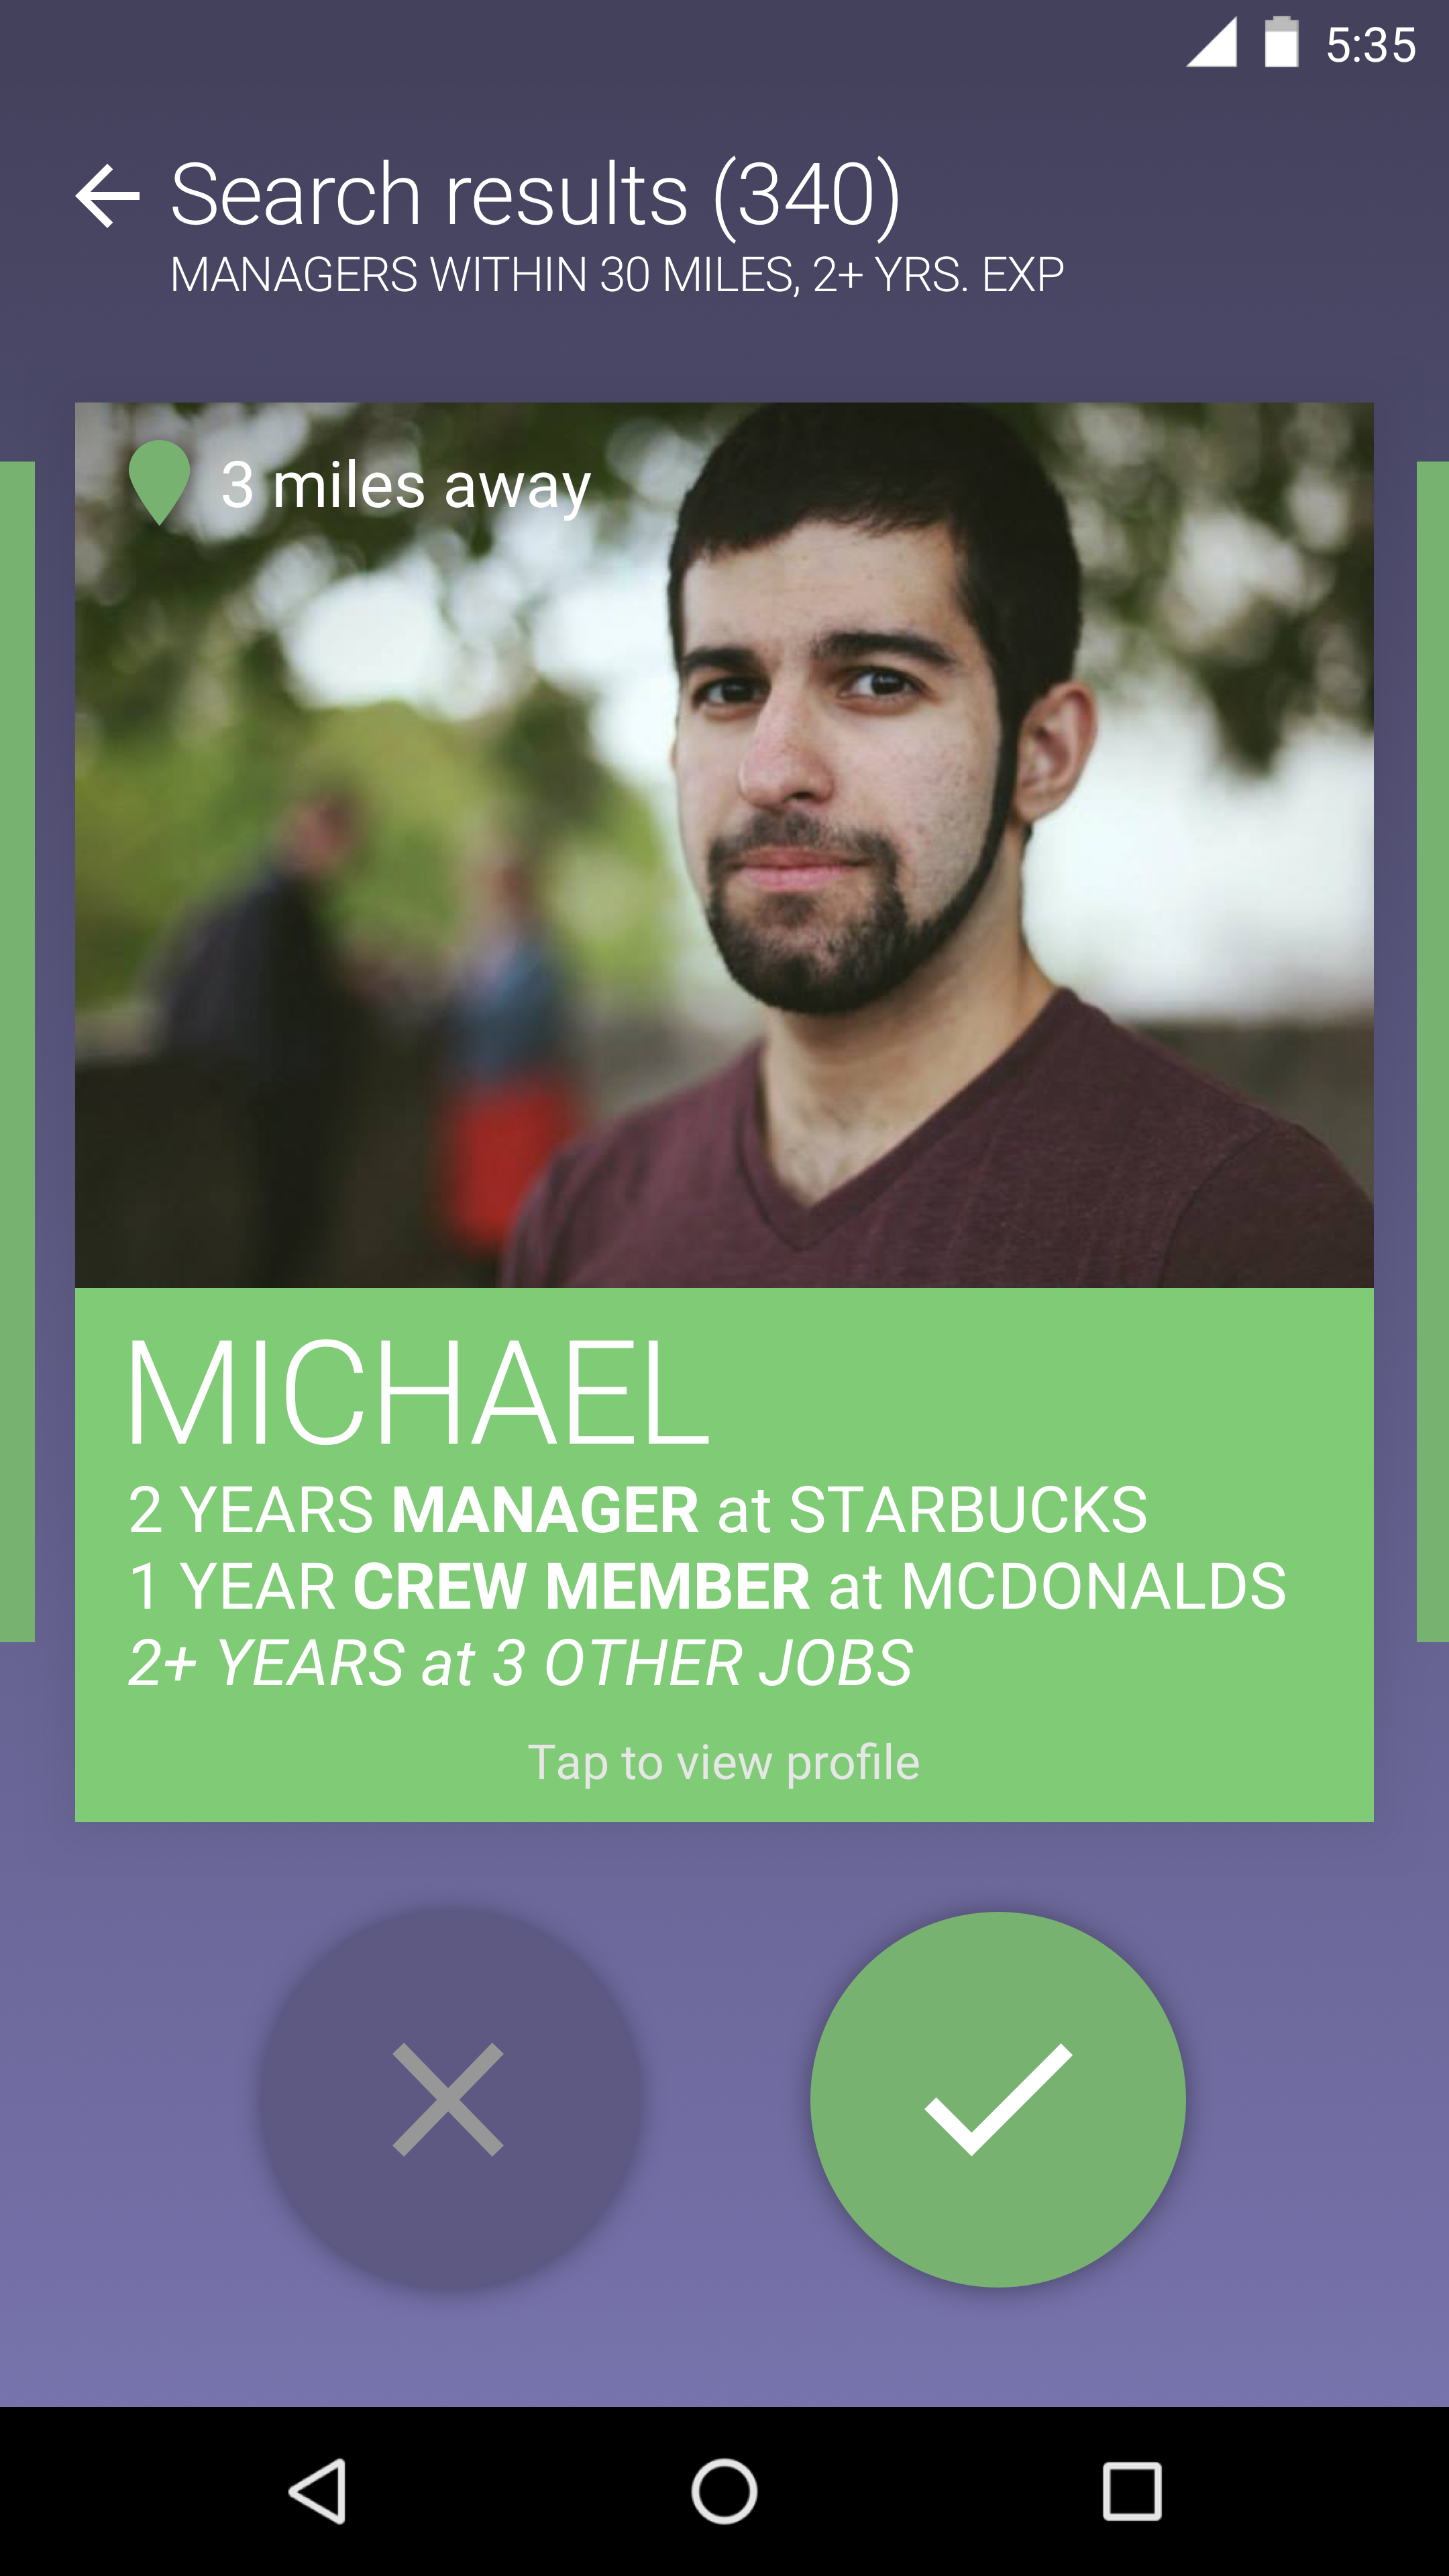 5:35
Search results (340)
MANAGERS WITHIN 30 MILES, 2+ YRS. EXP
3 miles away
MICHAEL
2 YEARS MANAGER at STARBUCKS
1 YEAR CREW MEMBER at MCDONALDS
2+ YEARS at 3 OTHER JOBS
Tap to view profile